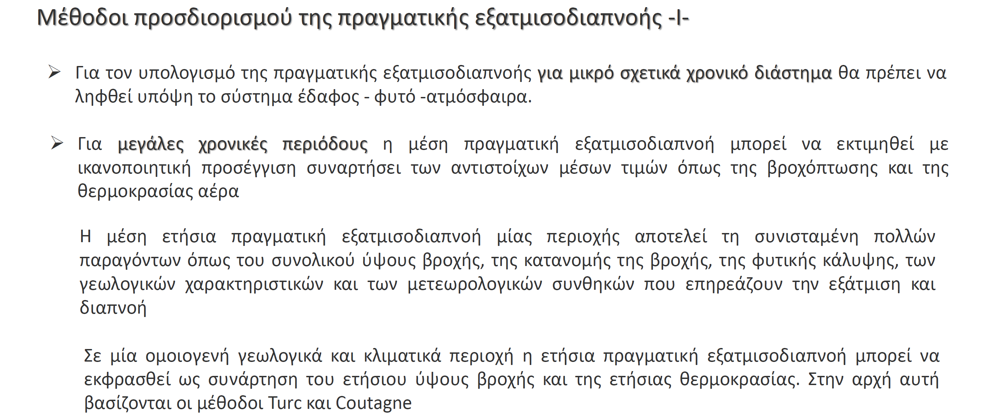 Μέθοδοι προσδιορισμού της πραγματικής εξατμισοδιαπνοής -Ι-
➢ Για τον υπολογισμό της πραγματικής εξατμισοδιαπνοής για μικρό σχετικά χρονικό διάστημα θα πρέπει να
ληφθεί υπόψη το σύστημα έδαφος - φυτό -ατμόσφαιρα.
➢ Για μεγάλες χρονικές περιόδους η μέση πραγματική εξατμισοδιαπνοή μπορεί να εκτιμηθεί με
ικανοποιητική προσέγγιση συναρτήσει των αντιστοίχων μέσων τιμών όπως της βροχόπτωσης και της
θερμοκρασίας αέρα
Η μέση ετήσια πραγματική εξατμισοδιαπνοή μίας περιοχής αποτελεί τη συνισταμένη πολλών
παραγόντων όπως του συνολικού ύψους βροχής, της κατανομής της βροχής, της φυτικής κάλυψης, των
γεωλογικών χαρακτηριστικών και των μετεωρολογικών συνθηκών που επηρεάζουν την εξάτμιση και
διαπνοή
Σε μία ομοιογενή γεωλογικά και κλιματικά περιοχή η ετήσια πραγματική εξατμισοδιαπνοή μπορεί να
εκφρασθεί ως συνάρτηση του ετήσιου ύψους βροχής και της ετήσιας θερμοκρασίας. Στην αρχή αυτή
βασίζονται οι μέθοδοι Turc και Coutagne